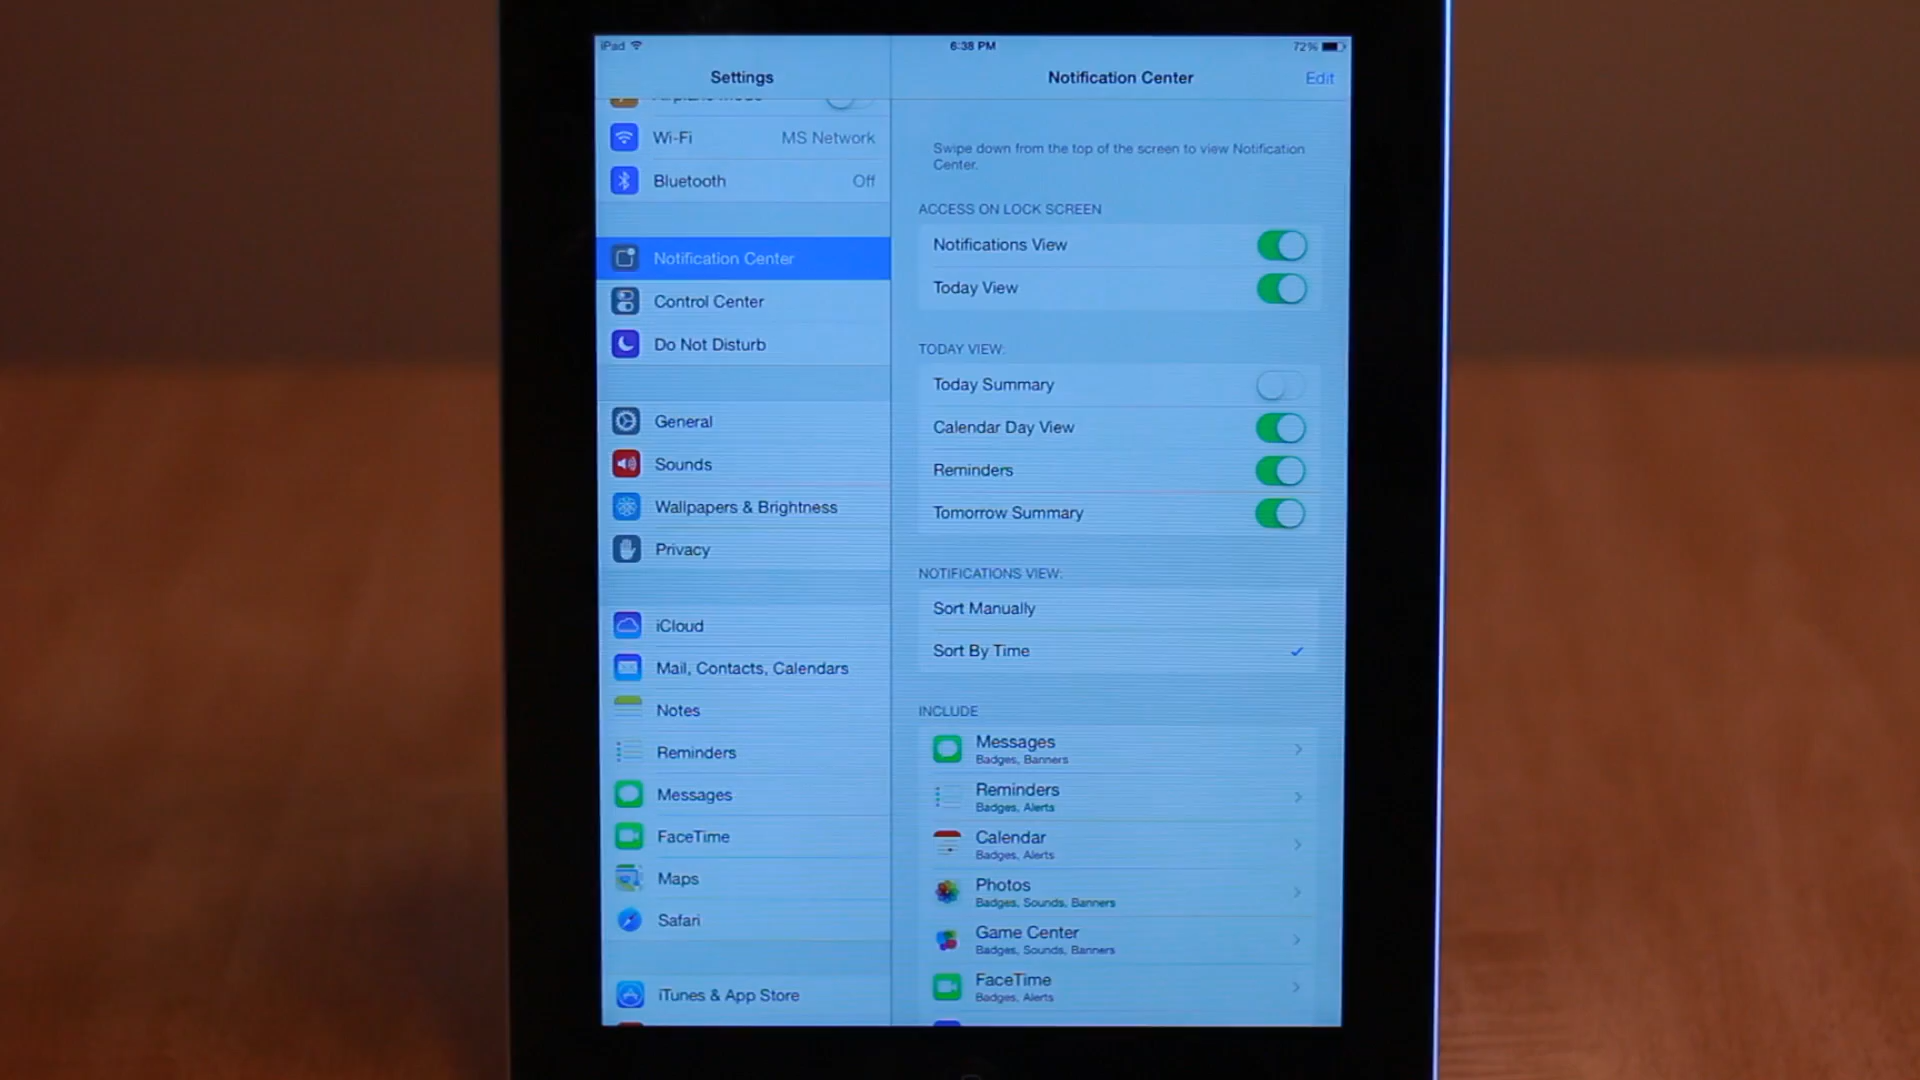 iPad
6:38 PM
72%
Settings
Airplane Mode
Wi-Fi
MS Network
Bluetooth
Off
Notification Center
Control Center
Do Not Disturb
General
Sounds
Wallpapers & Brightness
Privacy
iCloud
Mail, Contacts, Calendars
Notes
Reminders
Messages
FaceTime
Maps
Safari
iTunes & App Store
Notification Center
Edit
Swipe down from the top of the screen to view Notification
Center.
ACCESS ON LOCK SCREEN
Notifications View
Today View
TODAY VIEW:
Today Summary
Calendar Day View
Reminders
Tomorrow Summary
NOTIFICATIONS VIEW:
Sort Manually
Sort By Time
INCLUDE
Messages
Badges, Banners
Reminders
Badges, Alerts
Calendar
Badges, Alerts
Photos
Badges, Sounds, Banners
Game Center
Badges, Sounds, Banners
FaceTime
Badges, Alerts